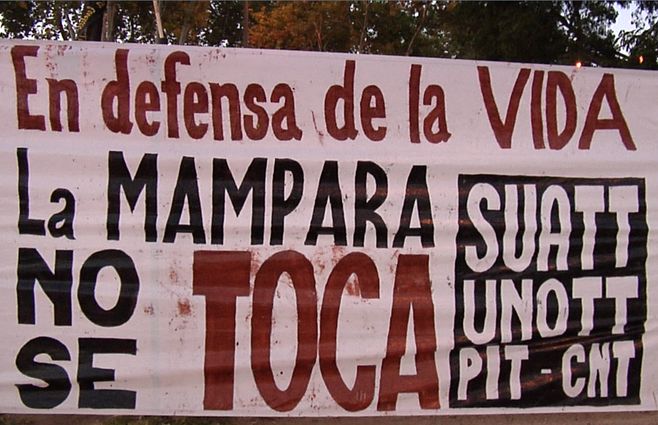 En defensa de la VIDA
La MAMPARA
NO SE TOCA
SUATT
UNOTT
PIT - CNT